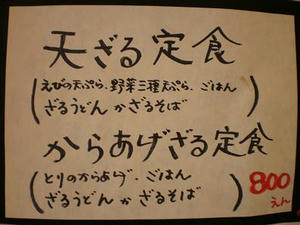 天ざる定食
(えびの天ぷら、野菜三種天ぷら、ごはん
ざるうどん か ざるそば)
からあげざる定食
(とりのからあげ、ごはん
ざるうどん か ざるそば)
800
えん